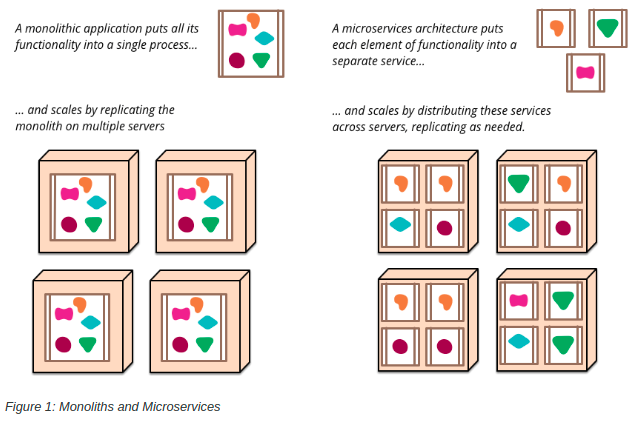 A monolithic application puts all its
functionality into a single process...
A microservices architecture puts
each element of functionality into a
separate service...
... and scales by replicating the
monolith on multiple servers
... and scales by distributing these services
across servers, replicating as needed.
Figure 1: Monoliths and Microservices